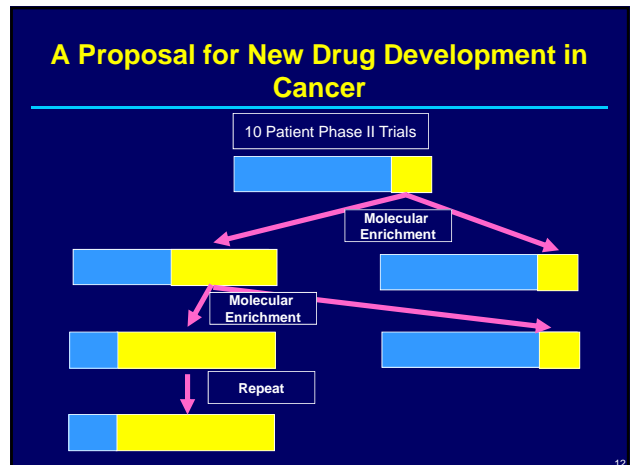 A Proposal for New Drug Development in
Cancer
10 Patient Phase II Trials
Molecular
Enrichment
Molecular
Enrichment
Repeat
12